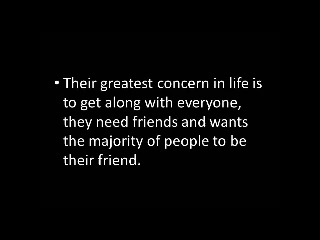 • Their greatest concern in life is
to get along with everyone,
they need friends and wants
the majority of people to be
their friend.